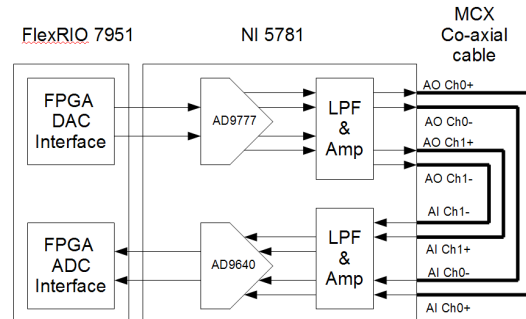 FlexRIO 7951
NI 5781
MCX
Co-axial
cable
FPGA
DAC
Interface
AD9777
LPF
&
Amp
AO Ch0+
AO Ch0-
AO Ch1+
AO Ch1-
FPGA
ADC
Interface
AD9640
LPF
&
Amp
AI Ch1-
AI Ch1+
AI Ch0-
AI Ch0+